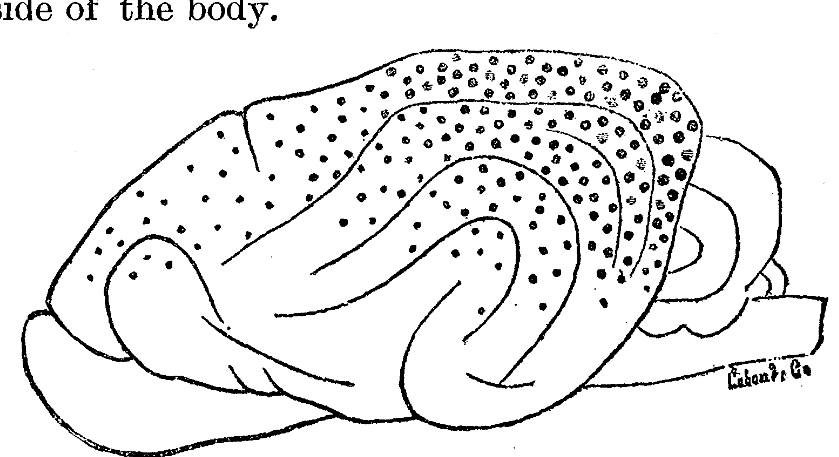 side of the body.